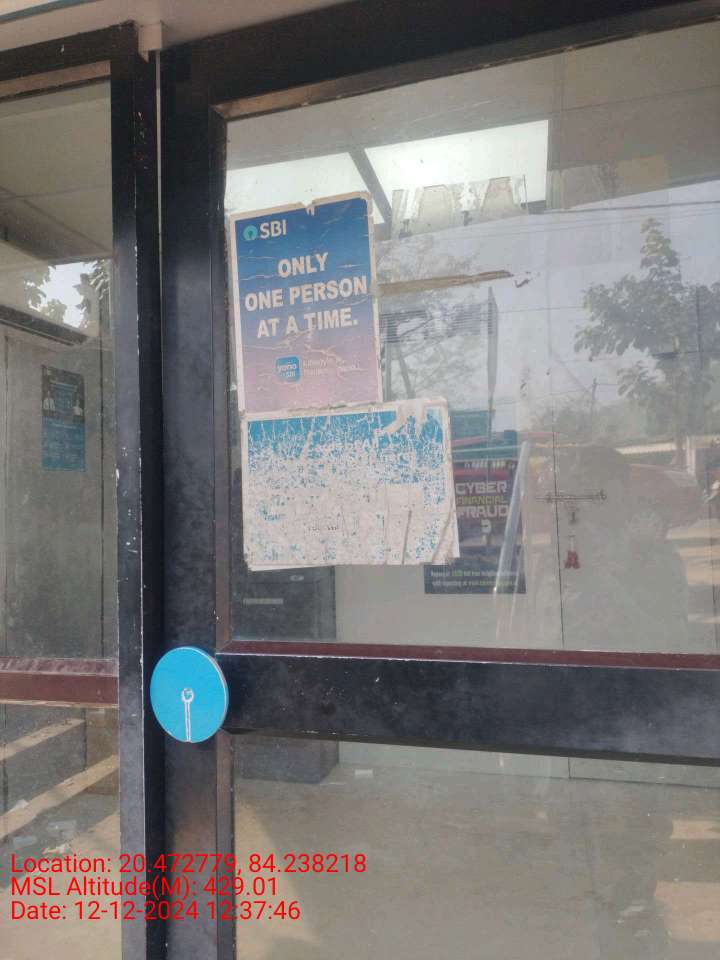 SBI
ONLY
ONE PERSON
AT A TIME.
yono
SBI
CYBER
FINANCIAL
FRAUD
?
Location: 20.472779, 84.238218
MSL Altitude(M): 429.01
Date: 12-12-2024 12:37:46